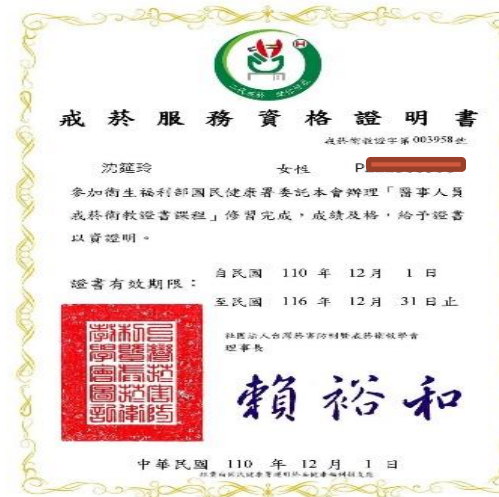 戒菸服務資格證明書
戒菸衛教證字第003958號
沈筵玲 女性 P
參加衛生福利部國民健康署委託本會辦理「醫事人員
戒菸衛教證書課程」修習完成,成績及格,給予證書
以資證明。
證書有效期限:
自民國 110 年 12月 1 日
至民國 116 年 12月 31日止
社團法人台灣菸害防制暨戒菸衛教學會
理事長
賴裕和
中華民國 110 年 12 月 1 日